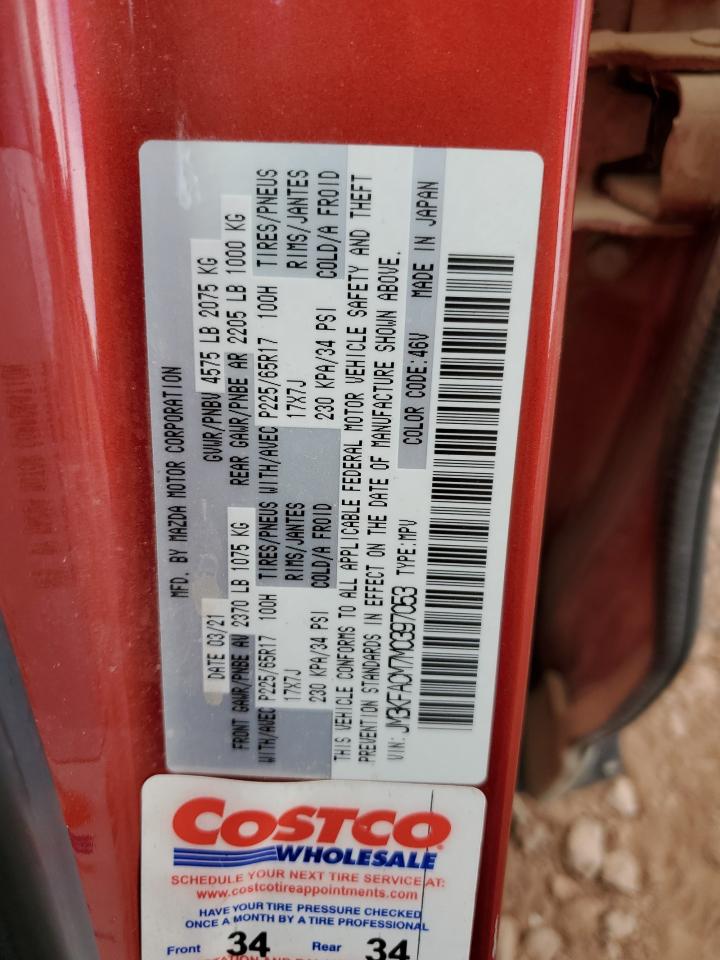 MFD. BY MAZDA MOTOR CORPORATION
DATE 03/21 GVWR/PNBV 4575 LB 2075 KG
FRONT GAWR/PNBE AV 2370 LB 1075 KG REAR GAWR/PNBE AR 2205 LB 1000 KG
WITH/AVEC P225/65R17 100H TIRES/PNEUS WITH/AVEC P225/65R17 100H TIRES/PNEUS
17X7J RIMS/JANTES 17X7J RIMS/JANTES
230 KPA/34 PSI COLD/A FROID 230 KPA/34 PSI COLD/A FROID
THIS VEHICLE CONFORMS TO ALL APPLICABLE FEDERAL MOTOR VEHICLE SAFETY AND THEFT
PREVENTION STANDARDS IN EFFECT ON THE DATE OF MANUFACTURE SHOWN ABOVE.
VIN: JM3KFACM7M0397053 TYPE:MPV COLOR CODE:46V MADE IN JAPAN
COSTCO
WHOLESALE
SCHEDULE YOUR NEXT TIRE SERVICE AT:
www.costcotireappointments.com
HAVE YOUR TIRE PRESSURE CHECKED
ONCE A MONTH BY A TIRE PROFESSIONAL
Front 34 Rear 34